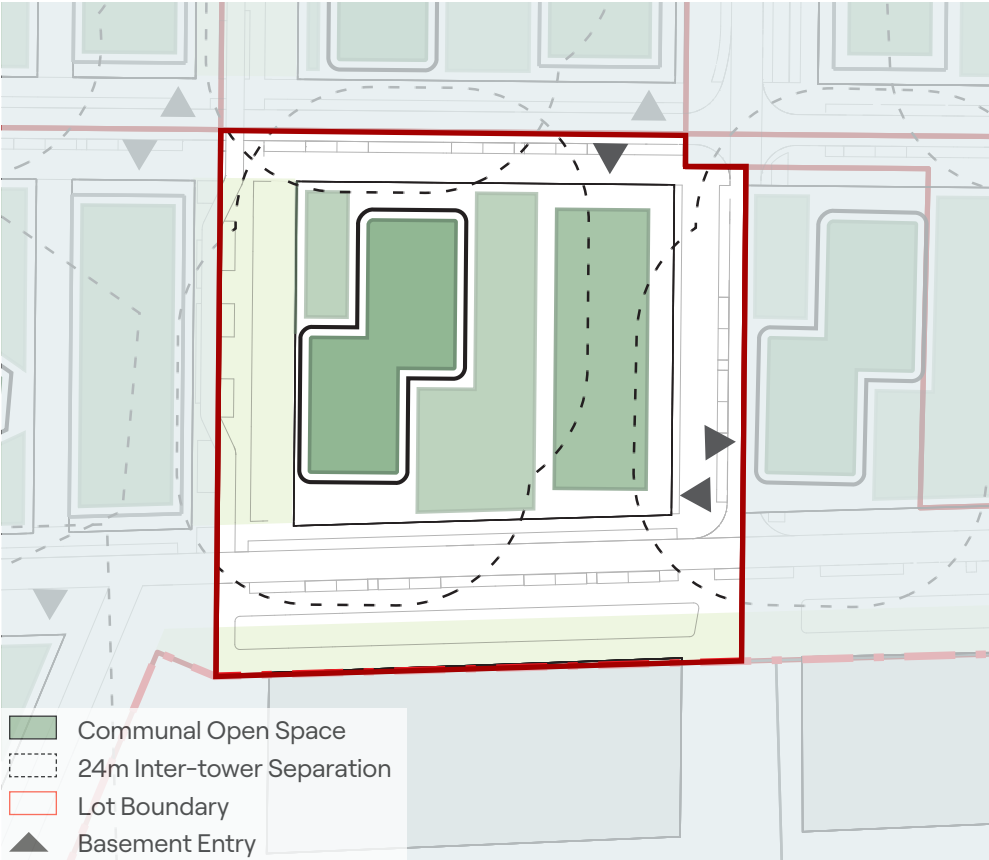 Communal Open Space
24m Inter-tower Separation
Lot Boundary
Basement Entry